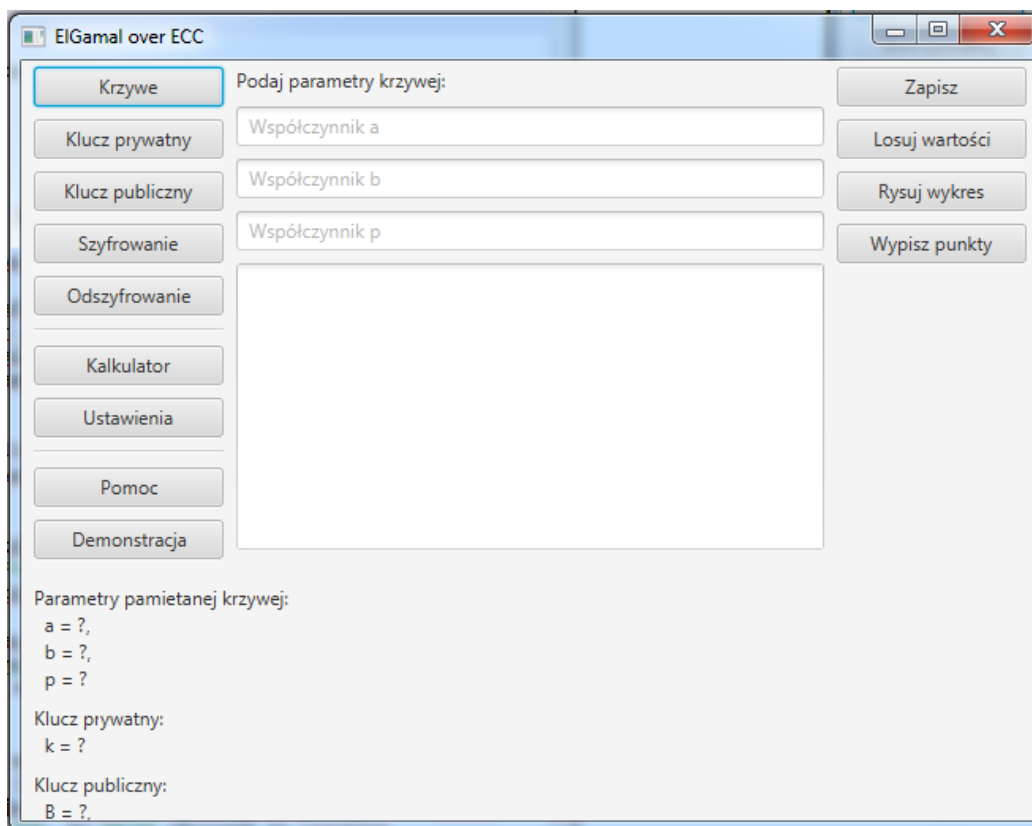 ElGamal over ECC
Krzywe
Klucz prywatny
Klucz publiczny
Szyfrowanie
Odszyfrowanie
Kalkulator
Ustawienia
Pomoc
Demonstracja
Podaj parametry krzywej:
Współczynnik a
Współczynnik b
Współczynnik p
Zapisz
Losuj wartości
Rysuj wykres
Wypisz punkty
Parametry pamietanej krzywej:
a = ?,
b = ?,
p = ?
Klucz prywatny:
k = ?
Klucz publiczny:
B = ?,